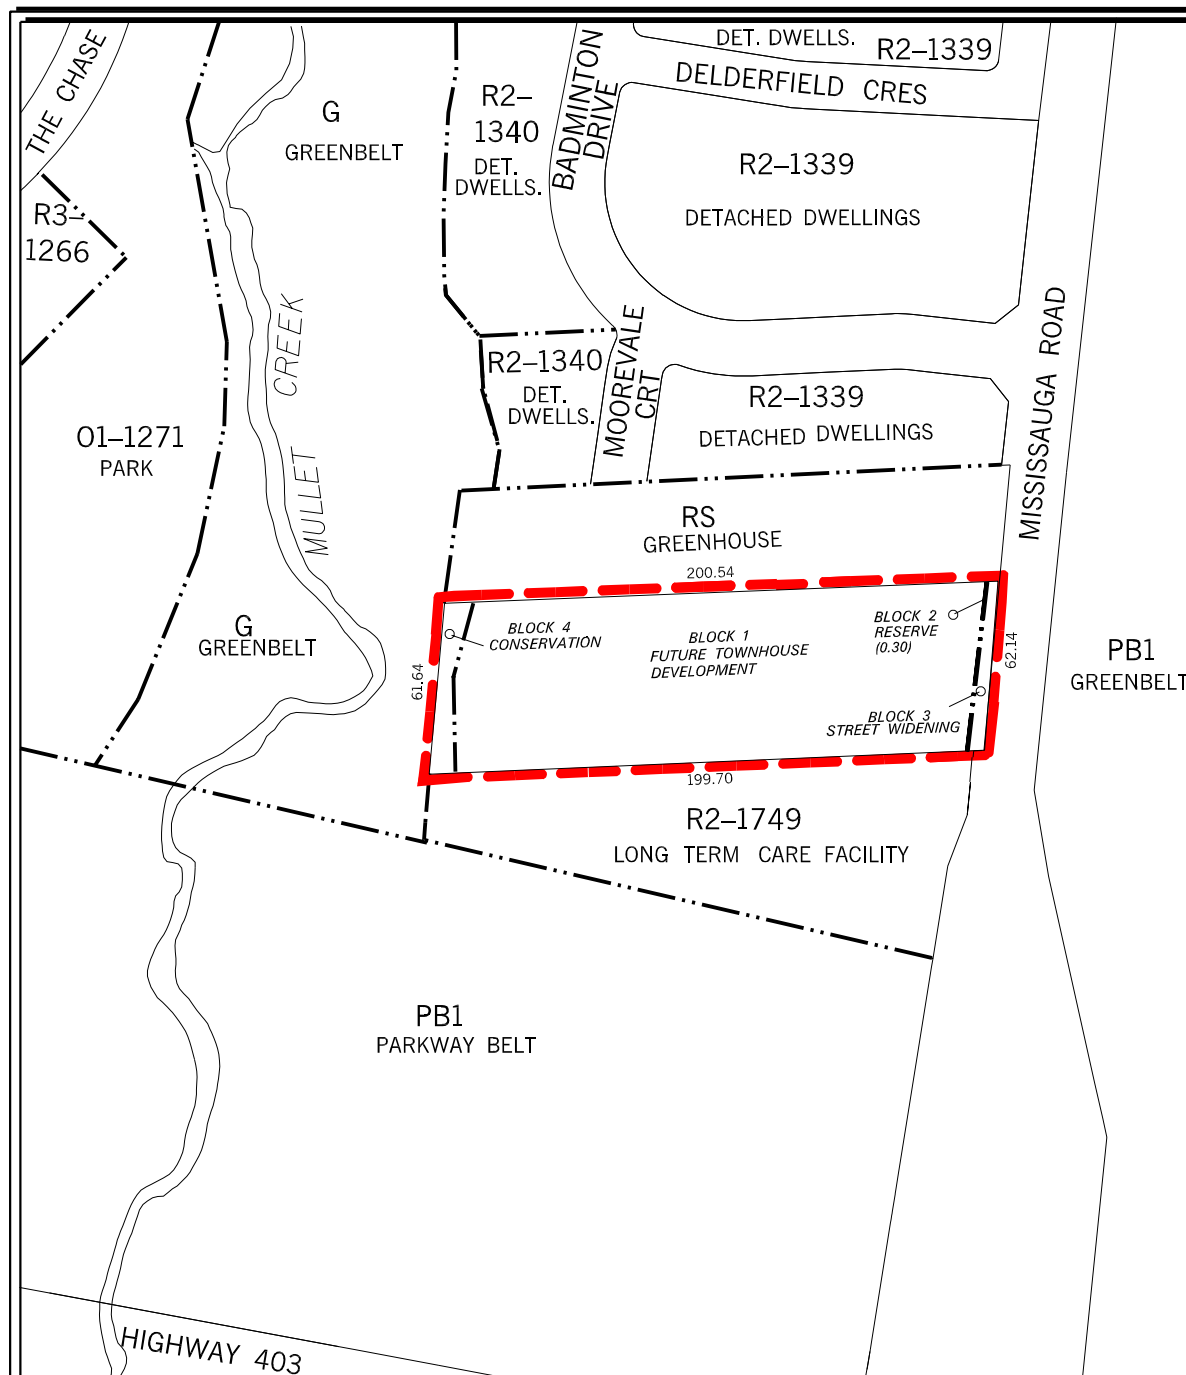 DET. DWELLS.
R2–1339
DELDERFIELD CRES
THE CHASE
G
GREENBELT
R2–
1340
DET.
DWELLS.
BADMINTON
DRIVE
R2–1339
DETACHED DWELLINGS
R3–
1266
MULLET CREEK
R2–1340
DET.
DWELLS.
MOOREVALE
CRT
R2–1339
DETACHED DWELLINGS
MISSISSAUGA ROAD
O1–1271
PARK
RS
GREENHOUSE
200.54
G
GREENBELT
BLOCK 4
CONSERVATION
BLOCK 1
FUTURE TOWNHOUSE
DEVELOPMENT
BLOCK 2
RESERVE
(0.30)
61.64
62.14
BLOCK 3
STREET WIDENING
PB1
GREENBELT
199.70
R2–1749
LONG TERM CARE FACILITY
PB1
PARKWAY BELT
HIGHWAY 403